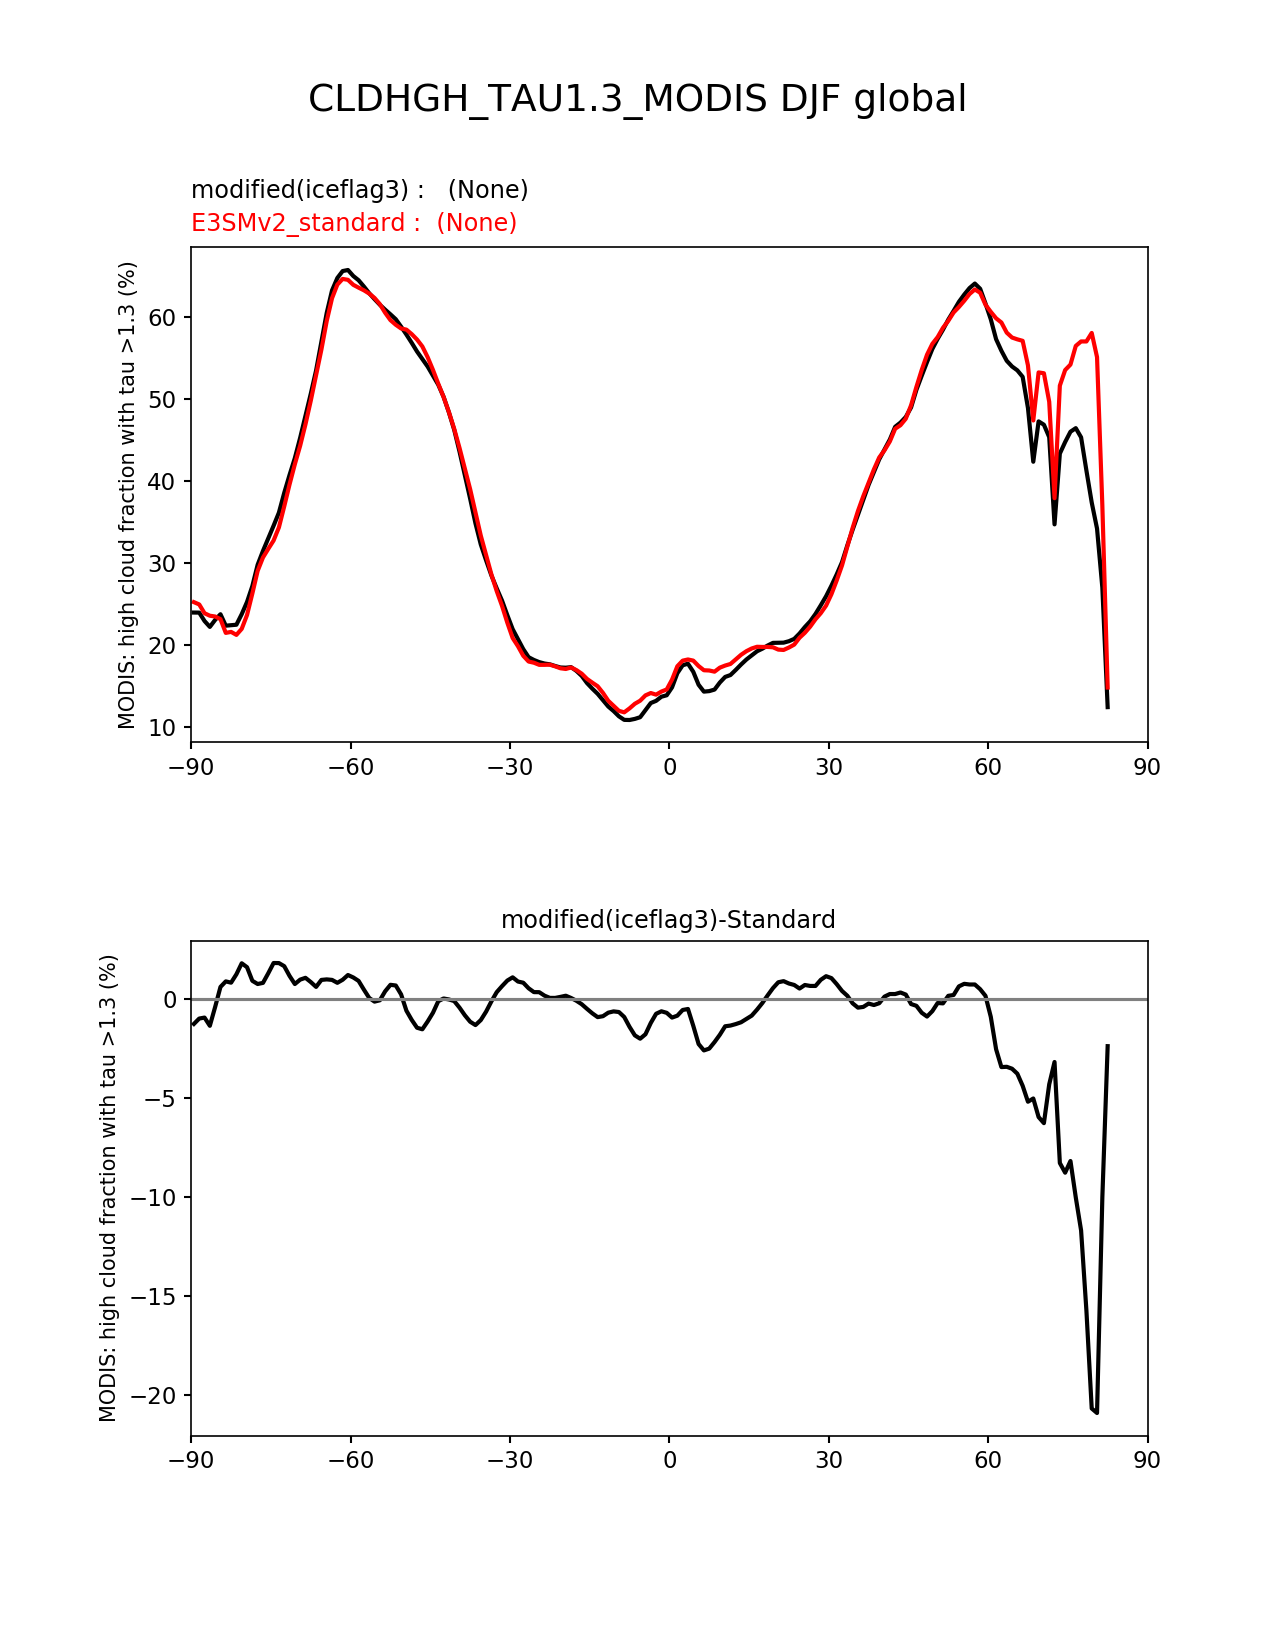 CLDHGH_TAU1.3_MODIS DJF global
modified(iceflag3) :   (None)
E3SMv2_standard :  (None)
MODIS: high cloud fraction with tau >1.3 (%)
60
50
40
30
20
10
−90 −60 −30 0 30 60 90
modified(iceflag3)-Standard
MODIS: high cloud fraction with tau >1.3 (%)
0
−5
−10
−15
−20
−90 −60 −30 0 30 60 90